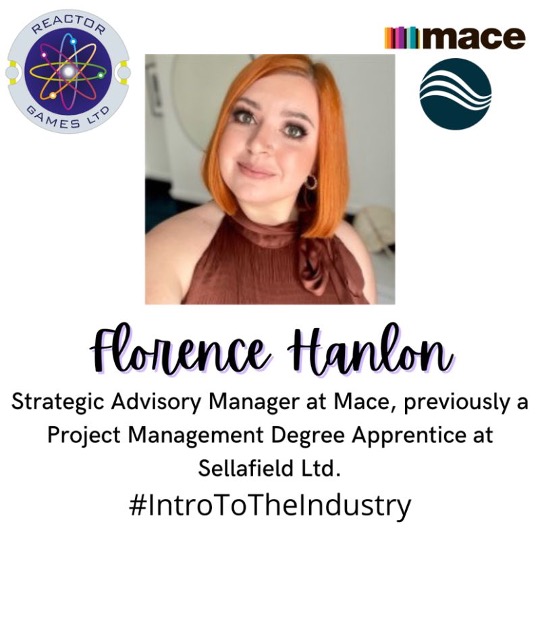 REACTOR
GAMES LTD
mace
Florence Hanlon
Strategic Advisory Manager at Mace, previously a
Project Management Degree Apprentice at
Sellafield Ltd.
#IntroToTheIndustry